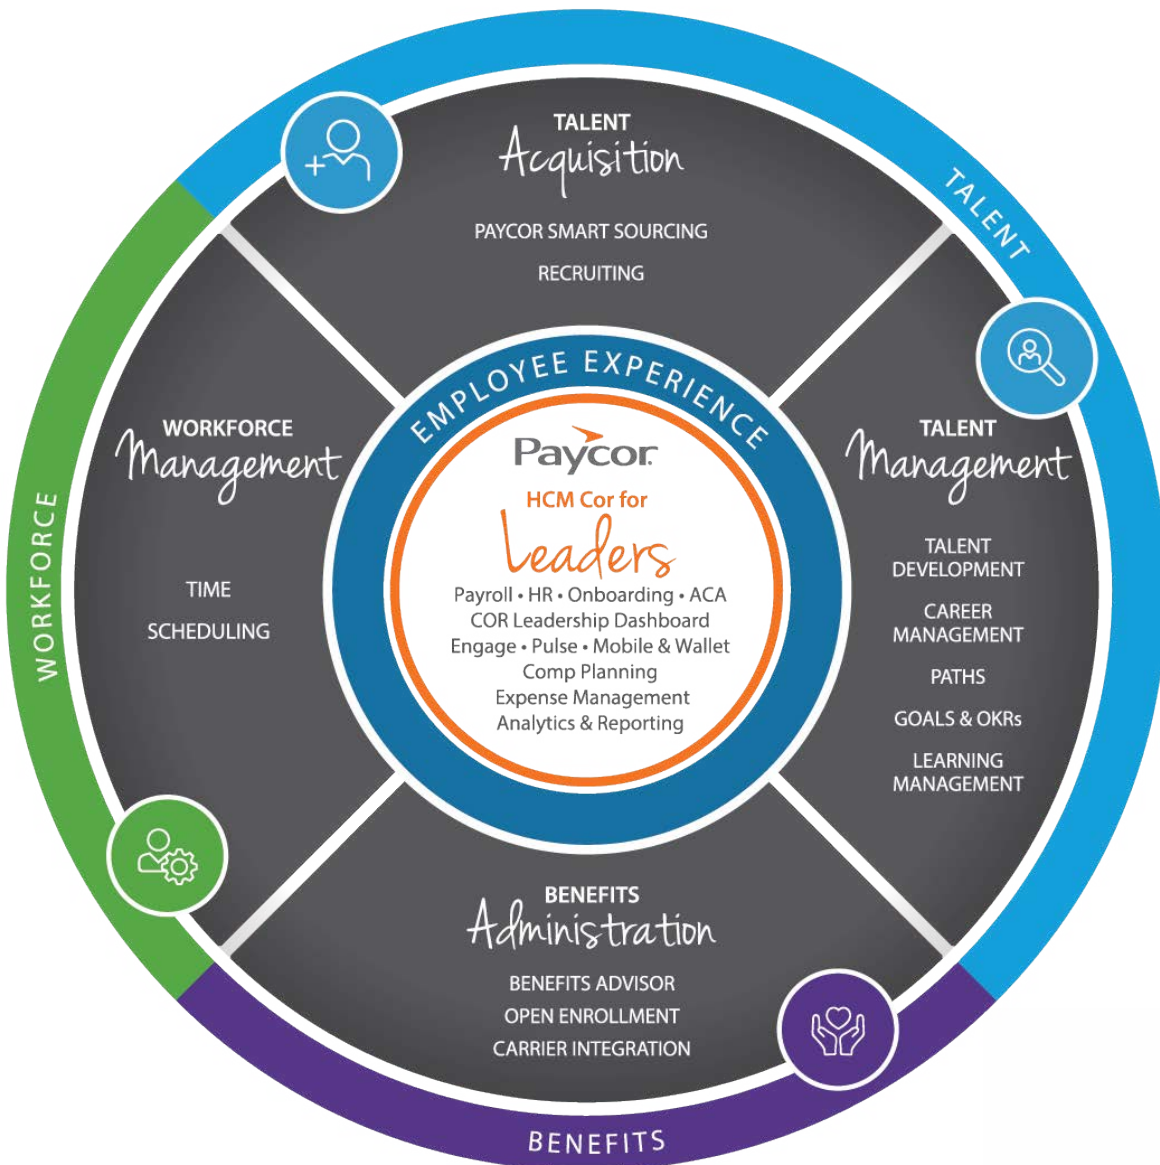 TALENT
Acquisition
PAYCOR SMART SOURCING
RECRUITING
TALENT
EMPLOYEE EXPERIENCE
WORKFORCE
Management
TIME
SCHEDULING
WORKFORCE
Paycor
HCM Cor for
Leaders
Payroll • HR • Onboarding • ACA
COR Leadership Dashboard
Engage • Pulse • Mobile & Wallet
Comp Planning
Expense Management
Analytics & Reporting
TALENT
Management
TALENT
DEVELOPMENT
CAREER
MANAGEMENT
PATHS
GOALS & OKRs
LEARNING
MANAGEMENT
BENEFITS
Administration
BENEFITS ADVISOR
OPEN ENROLLMENT
CARRIER INTEGRATION
BENEFITS